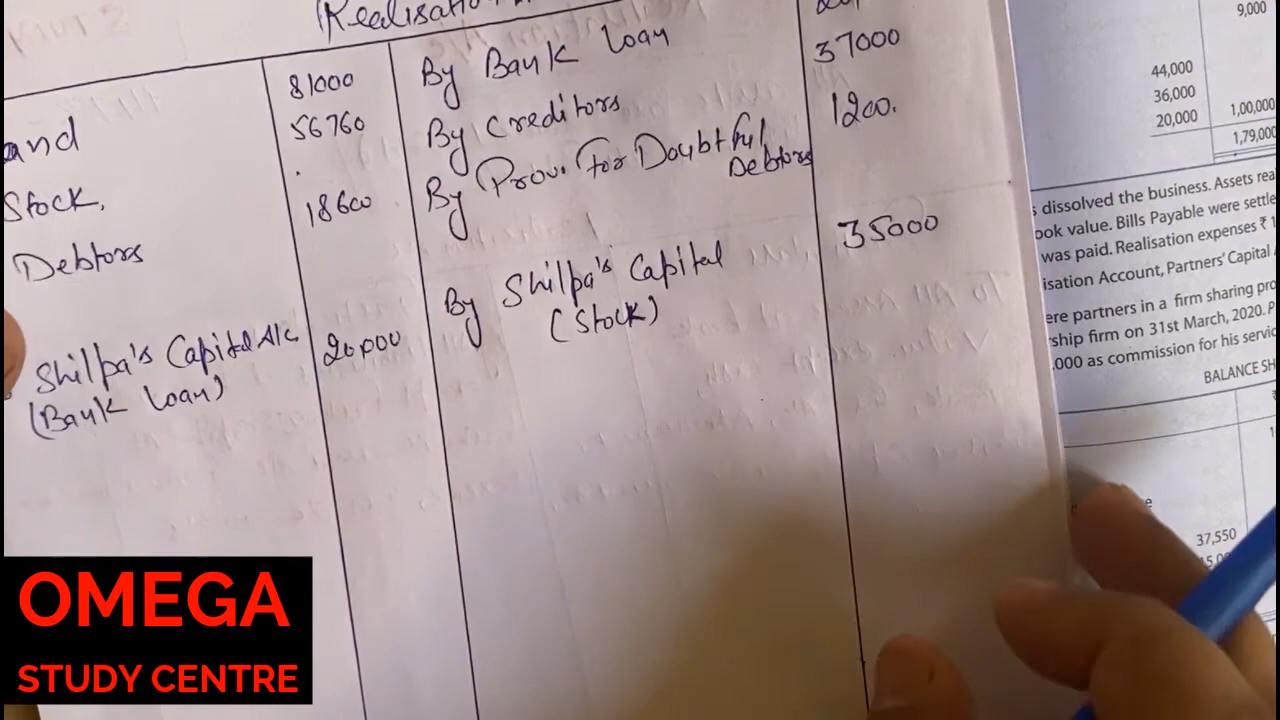 Realisation
and 81000 By Bank loan
Stock, 56760 By Creditors 37000
Debtors 18600 By Prov. For Doubtful Debtors 1200.
Shilpa's Capital A/c 20,000 By Shilpa's Capital 35000
(Bank loan) (Stock)
9,000
44,000
36,000
20,000 1,00,000
1,79,000
dissolved the business. Assets rea
ook value. Bills Payable were settle
was paid. Realisation expenses ₹ 1
isation Account, Partners' Capital
ere partners in a firm sharing pro
ship firm on 31st March, 2020. P
,000 as commission for his servic
BALANCE SH
37,550
OMEGA
STUDY CENTRE